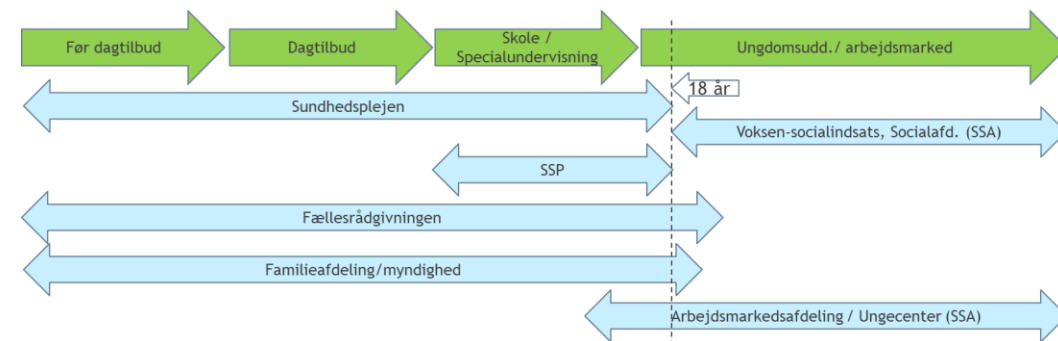 Før dagtilbud
Dagtilbud
Skole /
Specialundervisning
Ungdomsudd./ arbejdsmarked
18 år
Sundhedsplejen
Voksen-socialindsats, Socialafd. (SSA)
SSP
Fællesrådgivningen
Familieafdeling/myndighed
Arbejdsmarkedsafdeling / Ungecenter (SSA)